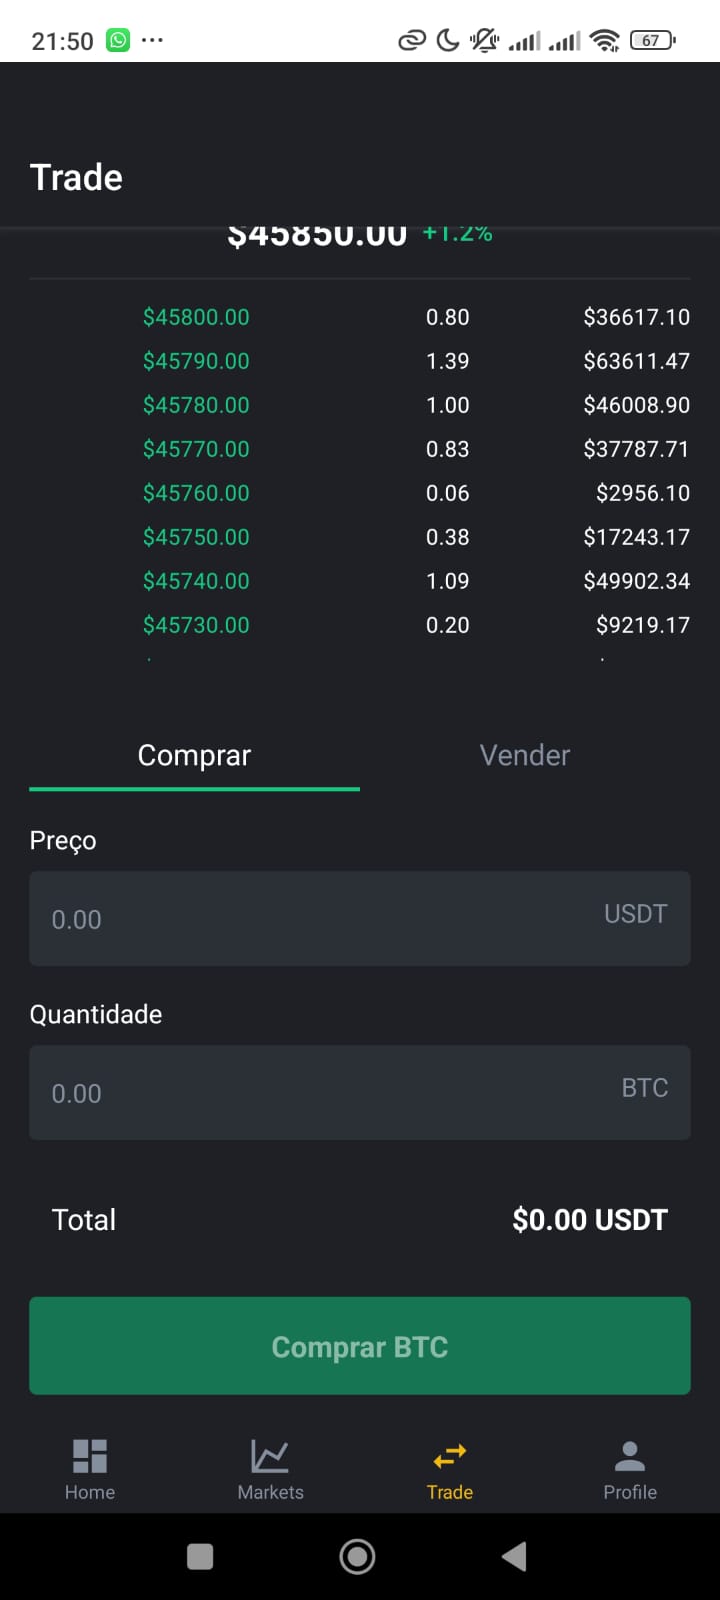 21:50 67
Trade
$45850.00 +1.2%
$45800.00 0.80 $36617.10
$45790.00 1.39 $63611.47
$45780.00 1.00 $46008.90
$45770.00 0.83 $37787.71
$45760.00 0.06 $2956.10
$45750.00 0.38 $17243.17
$45740.00 1.09 $49902.34
$45730.00 0.20 $9219.17
Comprar Vender
Preço
0.00 USDT
Quantidade
0.00 BTC
Total $0.00 USDT
Comprar BTC
Home Markets Trade Profile